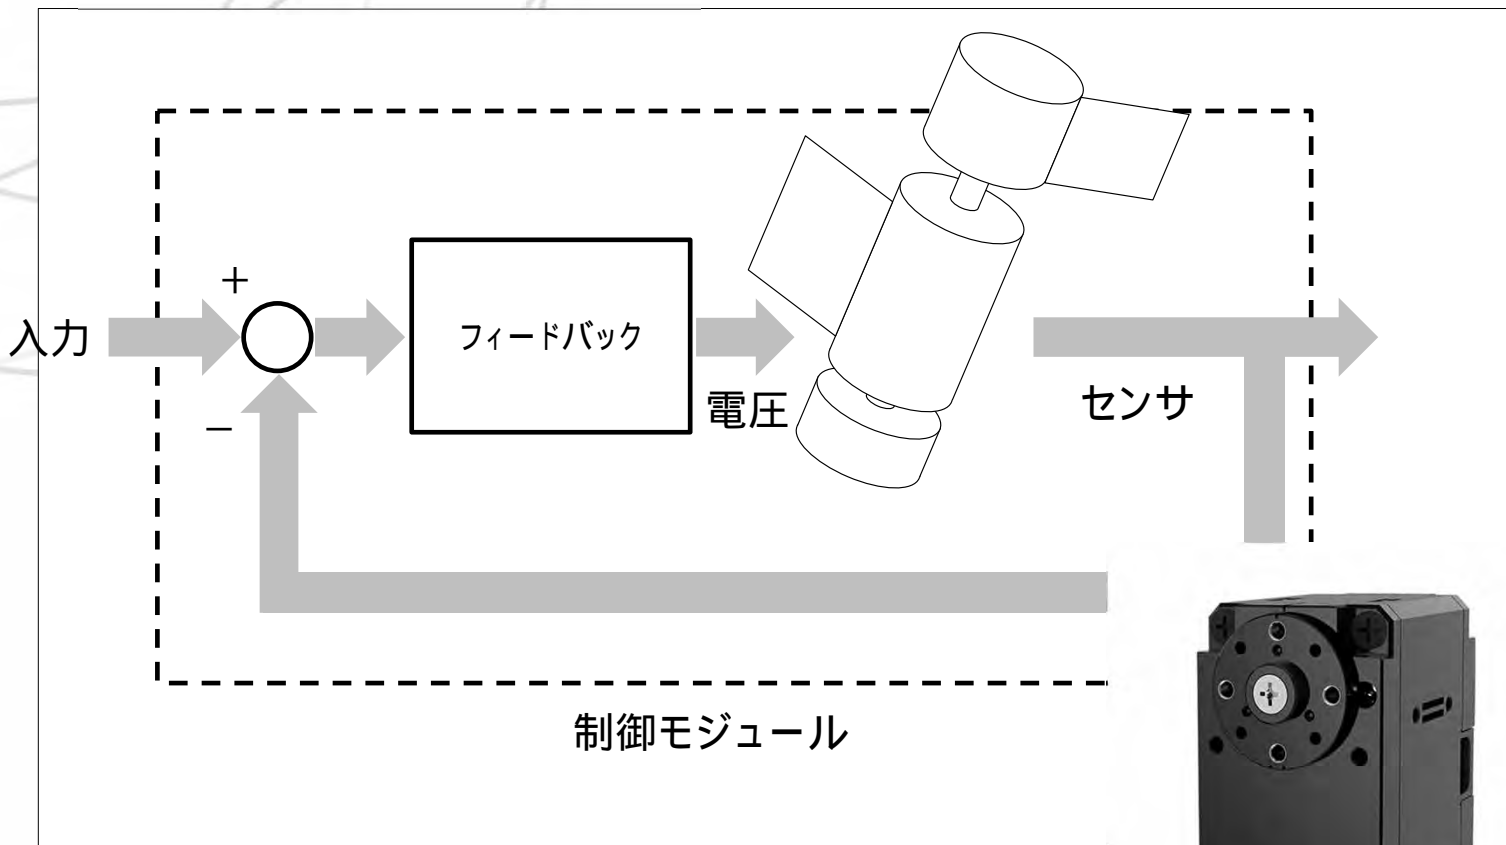 +
入力
フィードバック
電圧
センサ
−
制御モジュール